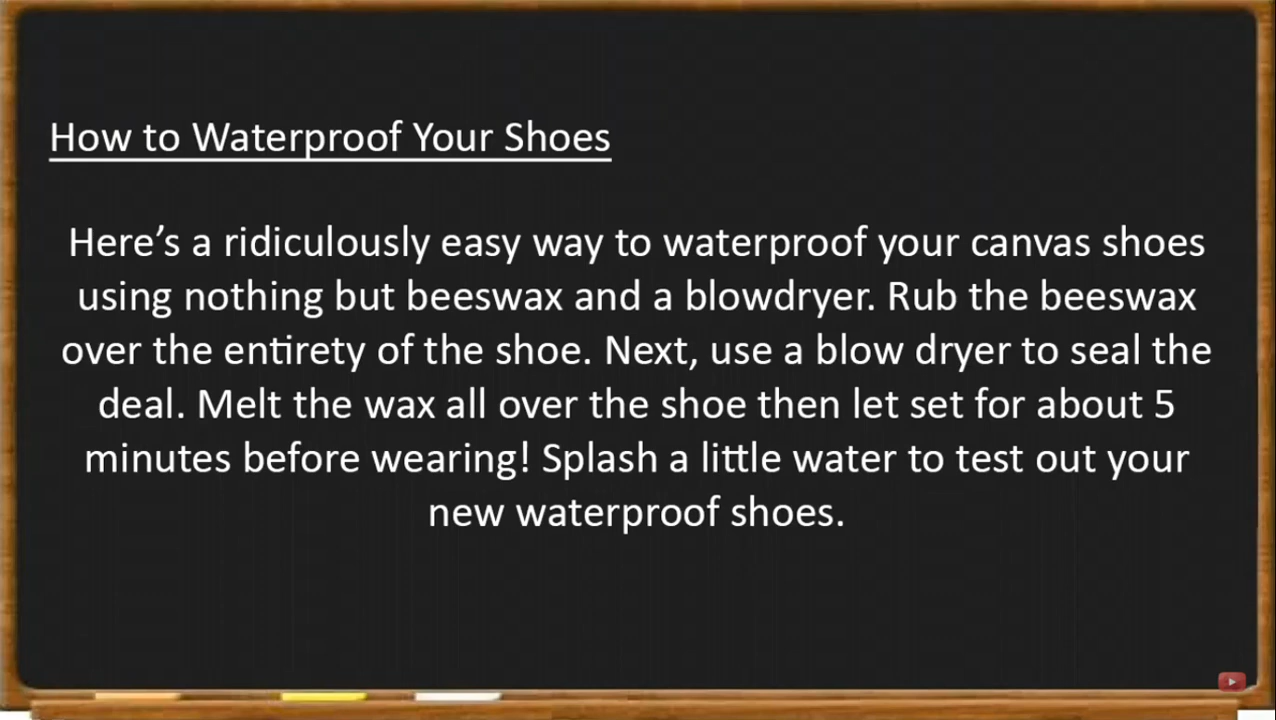 How to Waterproof Your Shoes
Here’s a ridiculously easy way to waterproof your canvas shoes
using nothing but beeswax and a blowdryer. Rub the beeswax
over the entirety of the shoe. Next, use a blow dryer to seal the
deal. Melt the wax all over the shoe then let set for about 5
minutes before wearing! Splash a little water to test out your
new waterproof shoes.